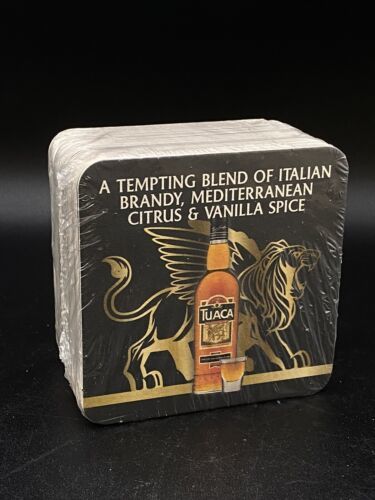 A TEMPTING BLEND OF ITALIAN
BRANDY, MEDITERRANEAN
CITRUS & VANILLA SPICE
TUACA